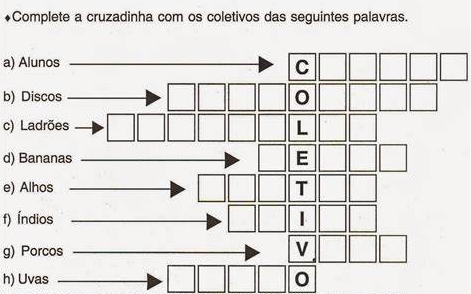 ♦Complete a cruzadinha com os coletivos das seguintes palavras.
a) Alunos C
b) Discos O
c) Ladrões L
d) Bananas E
e) Alhos T
f) Índios I
g) Porcos V
h) Uvas O